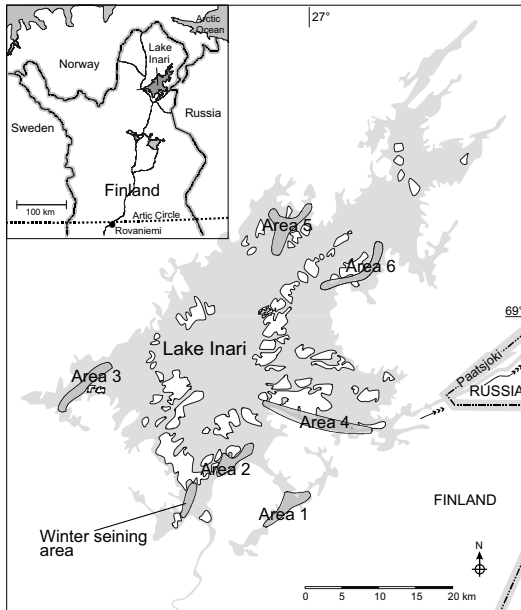 Arctic
Ocean
Lake
Inari
Norway
Russia
Sweden
Finland
100 km
Artic Circle
Rovaniemi
27°
Area 5
Area 6
69°
Lake Inari
Paatsjoki
RUSSIA
Area 3
Area 4
Area 2
Area 1
Winter seining
area
FINLAND
N
0 5 10 20 km